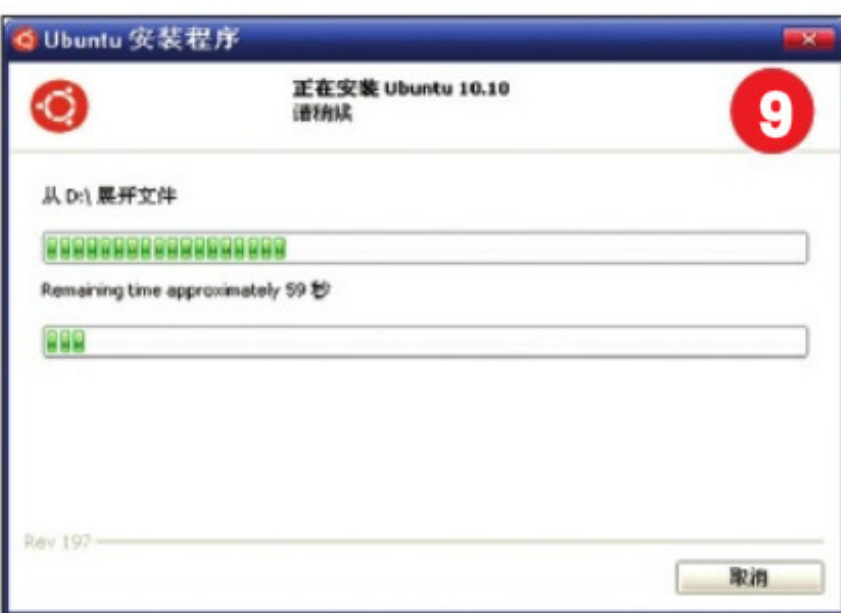 Ubuntu 安装程序
正在安装 Ubuntu 10.10
请稍候
9
从 D:\ 展开文件
Remaining time approximately 59 秒
Rev 197
取消